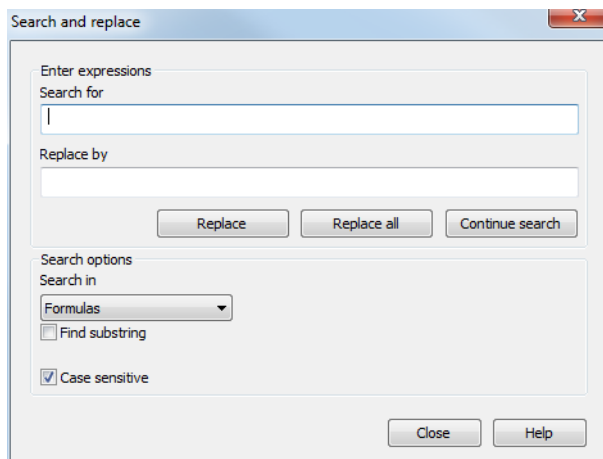 Search and replace
X
Enter expressions
Search for
Replace by
Replace Replace all Continue search
Search options
Search in
Formulas
Find substring
Case sensitive
Close Help